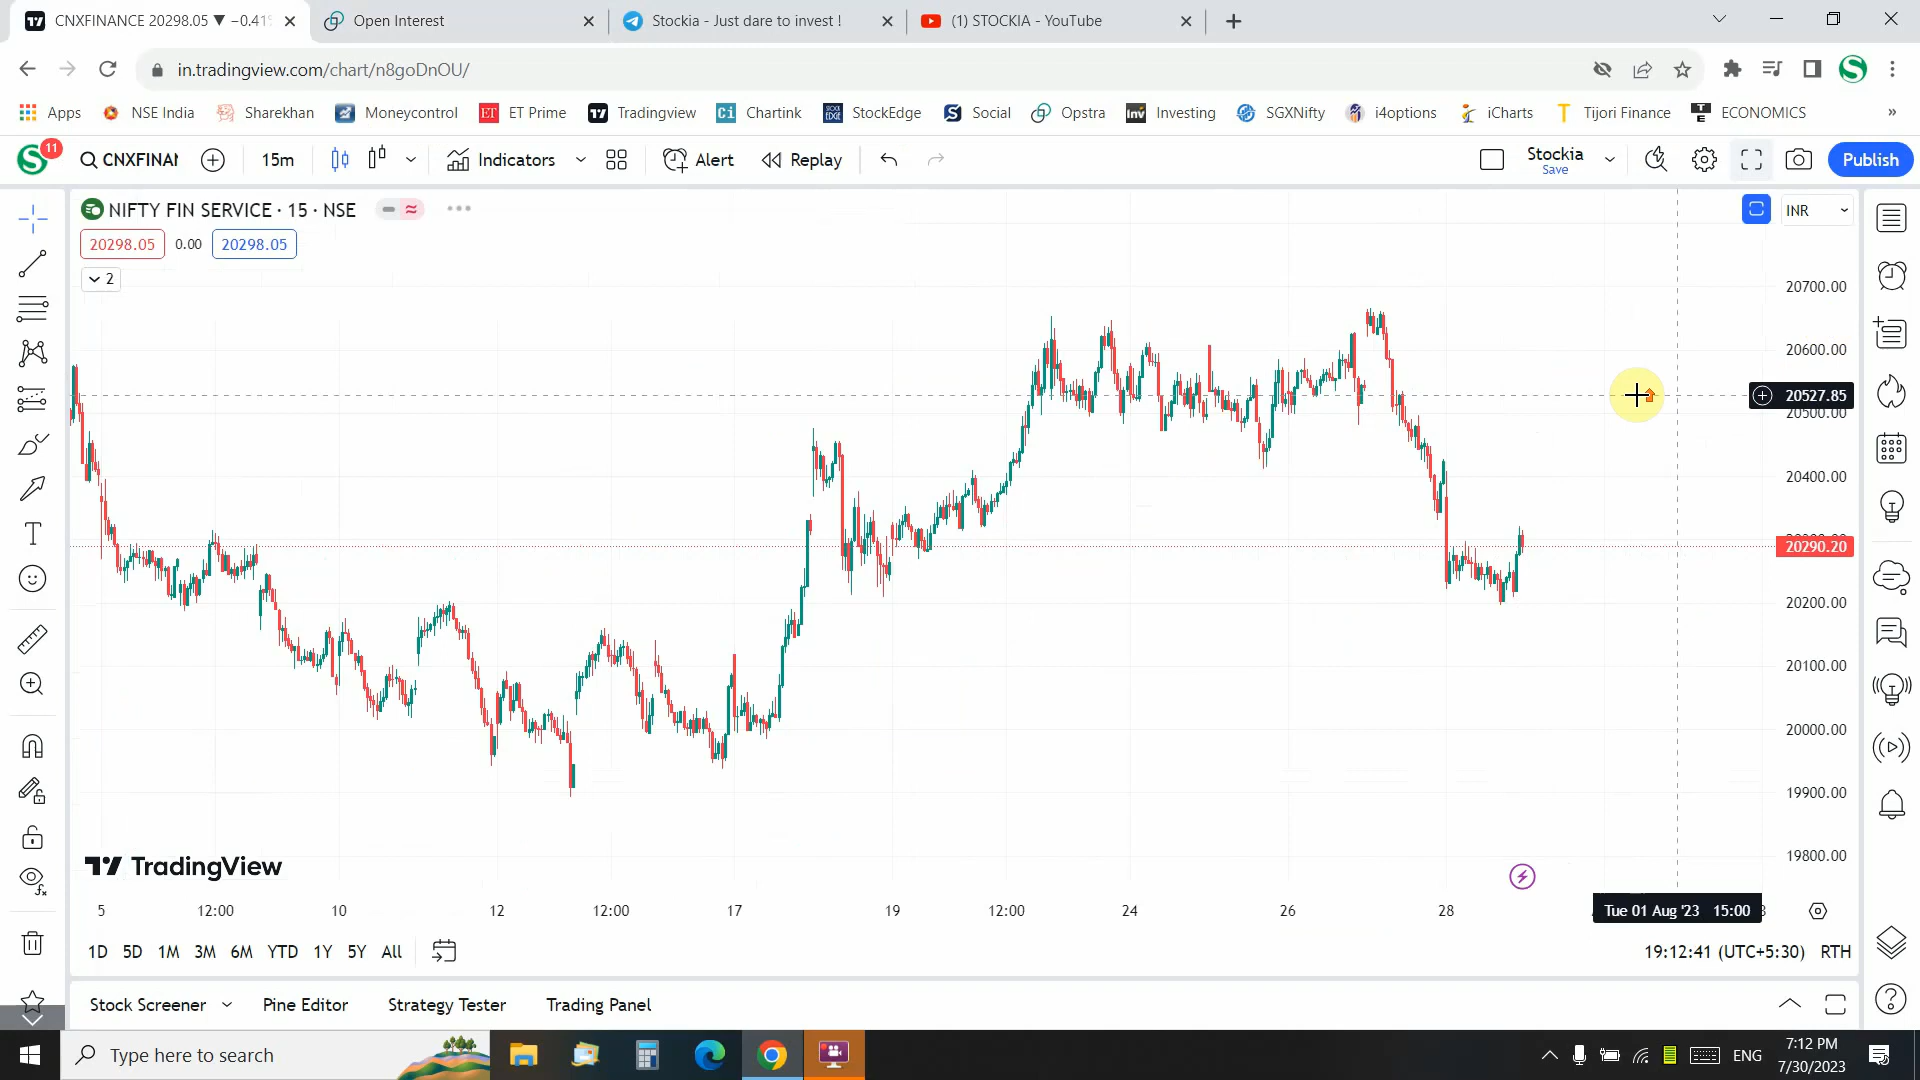 CNXFINANCE 20298.05 ▼ −0.41
Open Interest
Stockia - Just dare to invest !
(1) STOCKIA - YouTube
in.tradingview.com/chart/n8goDnOU/
Apps
NSE India
Sharekhan
Moneycontrol
ET ET Prime
Tradingview
Ci Chartink
StockEdge
Social
Opstra
Inv Investing
SGXNifty
i4options
iCharts
Tijori Finance
ECONOMICS
»
S 11
CNXFINAN
15m
Indicators
Alert
Replay
Stockia
Save
Publish
NIFTY FIN SERVICE · 15 · NSE
INR
20298.05 0.00 20298.05
2
20700.00
20600.00
20527.85
20500.00
20400.00
20290.20
20200.00
20100.00
20000.00
19900.00
19800.00
TradingView
5 12:00 10 12 12:00 17 19 12:00 24 26 28 Tue 01 Aug '23 15:00
1D 5D 1M 3M 6M YTD 1Y 5Y All
19:12:41 (UTC+5:30) RTH
Stock Screener
Pine Editor
Strategy Tester
Trading Panel
Type here to search
ENG
7:12 PM
7/30/2023